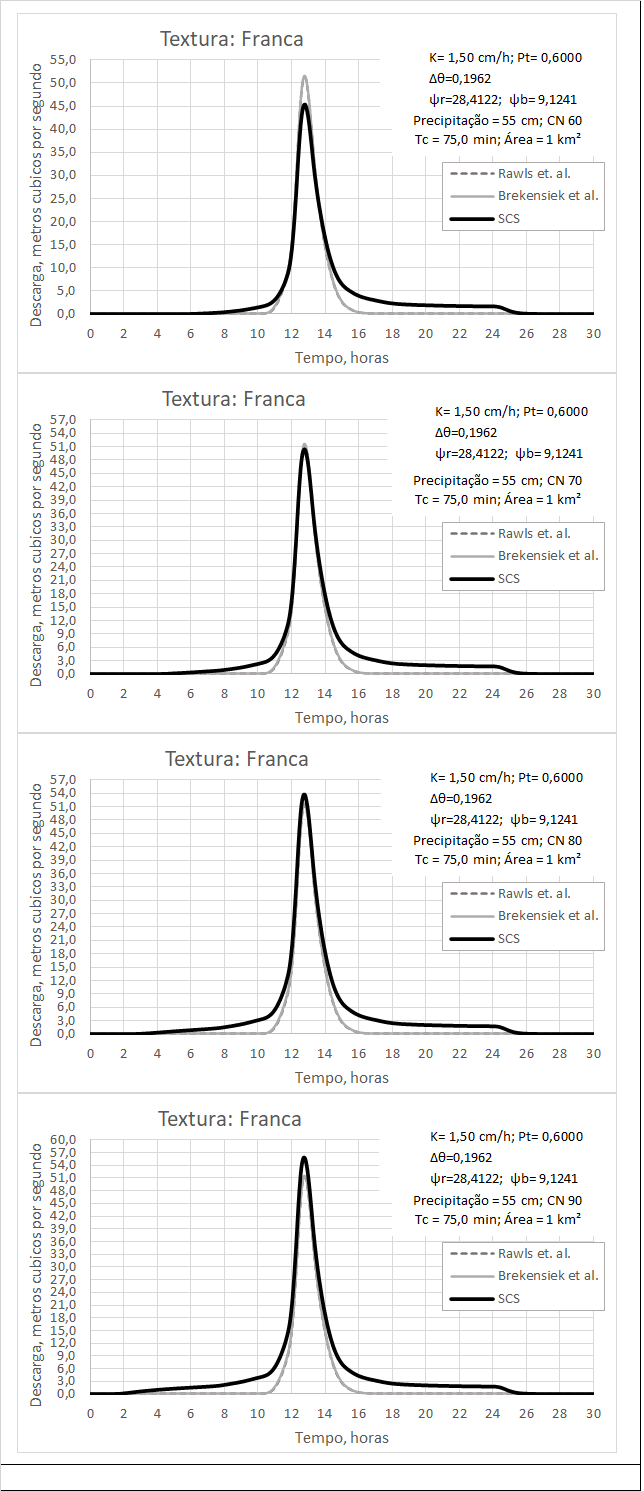 Textura: Franca
K= 1,50 cm/h; Pt= 0,6000
Δθ=0,1962
ψr=28,4122; ψb= 9,1241
Precipitação = 55 cm; CN 60
Tc = 75,0 min; Área = 1 km²
Rawls et. al.
Brekensiek et al.
SCS
Descarga, metros cubicos por segundo
55,0
50,0
45,0
40,0
35,0
30,0
25,0
20,0
15,0
10,0
5,0
0,0
0 2 4 6 8 10 12 14 16 18 20 22 24 26 28 30
Tempo, horas
Textura: Franca
K= 1,50 cm/h; Pt= 0,6000
Δθ=0,1962
ψr=28,4122; ψb= 9,1241
Precipitação = 55 cm; CN 70
Tc = 75,0 min; Área = 1 km²
Rawls et. al.
Brekensiek et al.
SCS
Descarga, metros cubicos por segundo
57,0
54,0
51,0
48,0
45,0
42,0
39,0
36,0
33,0
30,0
27,0
24,0
21,0
18,0
15,0
12,0
9,0
6,0
3,0
0,0
0 2 4 6 8 10 12 14 16 18 20 22 24 26 28 30
Tempo, horas
Textura: Franca
K= 1,50 cm/h; Pt= 0,6000
Δθ=0,1962
ψr=28,4122; ψb= 9,1241
Precipitação = 55 cm; CN 80
Tc = 75,0 min; Área = 1 km²
Rawls et. al.
Brekensiek et al.
SCS
Descarga, metros cubicos por segundo
57,0
54,0
51,0
48,0
45,0
42,0
39,0
36,0
33,0
30,0
27,0
24,0
21,0
18,0
15,0
12,0
9,0
6,0
3,0
0,0
0 2 4 6 8 10 12 14 16 18 20 22 24 26 28 30
Tempo, horas
Textura: Franca
K= 1,50 cm/h; Pt= 0,6000
Δθ=0,1962
ψr=28,4122; ψb= 9,1241
Precipitação = 55 cm; CN 90
Tc = 75,0 min; Área = 1 km²
Rawls et. al.
Brekensiek et al.
SCS
Descarga, metros cubicos por segundo
60,0
57,0
54,0
51,0
48,0
45,0
42,0
39,0
36,0
33,0
30,0
27,0
24,0
21,0
18,0
15,0
12,0
9,0
6,0
3,0
0,0
0 2 4 6 8 10 12 14 16 18 20 22 24 26 28 30
Tempo, horas